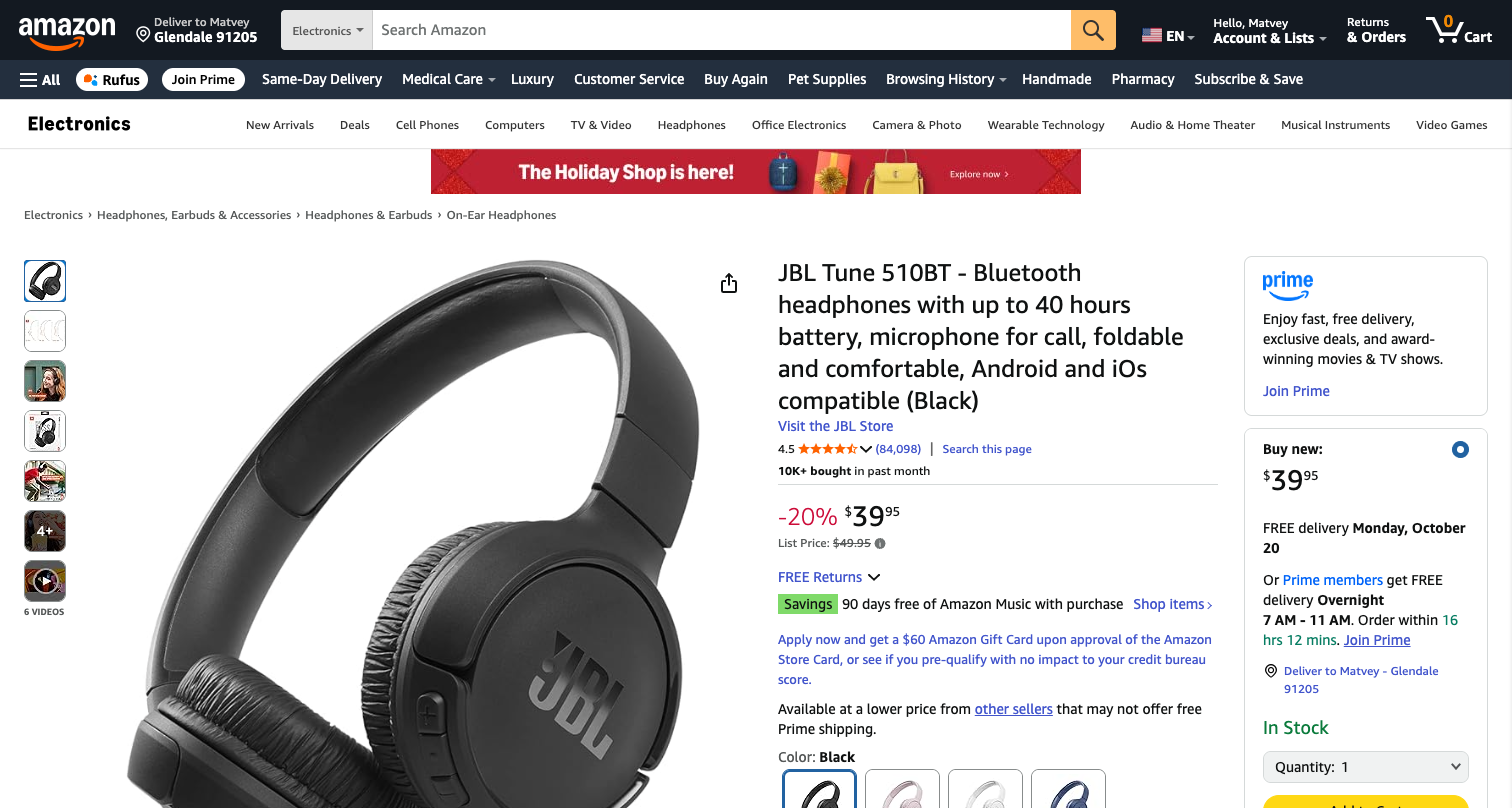 amazon
Deliver to Matvey
Glendale 91205
Electronics
Search Amazon
EN
Hello, Matvey
Account & Lists
Returns
& Orders
0
Cart
All
Rufus
Join Prime
Same-Day Delivery
Medical Care
Luxury
Customer Service
Buy Again
Pet Supplies
Browsing History
Handmade
Pharmacy
Subscribe & Save
Electronics
New Arrivals
Deals
Cell Phones
Computers
TV & Video
Headphones
Office Electronics
Camera & Photo
Wearable Technology
Audio & Home Theater
Musical Instruments
Video Games
The Holiday Shop is here!
Explore now ›
Electronics › Headphones, Earbuds & Accessories › Headphones & Earbuds › On-Ear Headphones
4+
6 VIDEOS
JBL
JBL Tune 510BT - Bluetooth
headphones with up to 40 hours
battery, microphone for call, foldable
and comfortable, Android and iOs
compatible (Black)
Visit the JBL Store
4.5 (84,098) | Search this page
10K+ bought in past month
-20% $39 95
List Price: $49.95
FREE Returns
Savings 90 days free of Amazon Music with purchase Shop items ›
Apply now and get a $60 Amazon Gift Card upon approval of the Amazon
Store Card, or see if you pre-qualify with no impact to your credit bureau
score.
Available at a lower price from other sellers that may not offer free
Prime shipping.
Color: Black
prime
Enjoy fast, free delivery,
exclusive deals, and award-
winning movies & TV shows.
Join Prime
Buy new:
$39 95
FREE delivery Monday, October
20
Or Prime members get FREE
delivery Overnight
7 AM - 11 AM. Order within 16
hrs 12 mins. Join Prime
Deliver to Matvey - Glendale
91205
In Stock
Quantity: 1